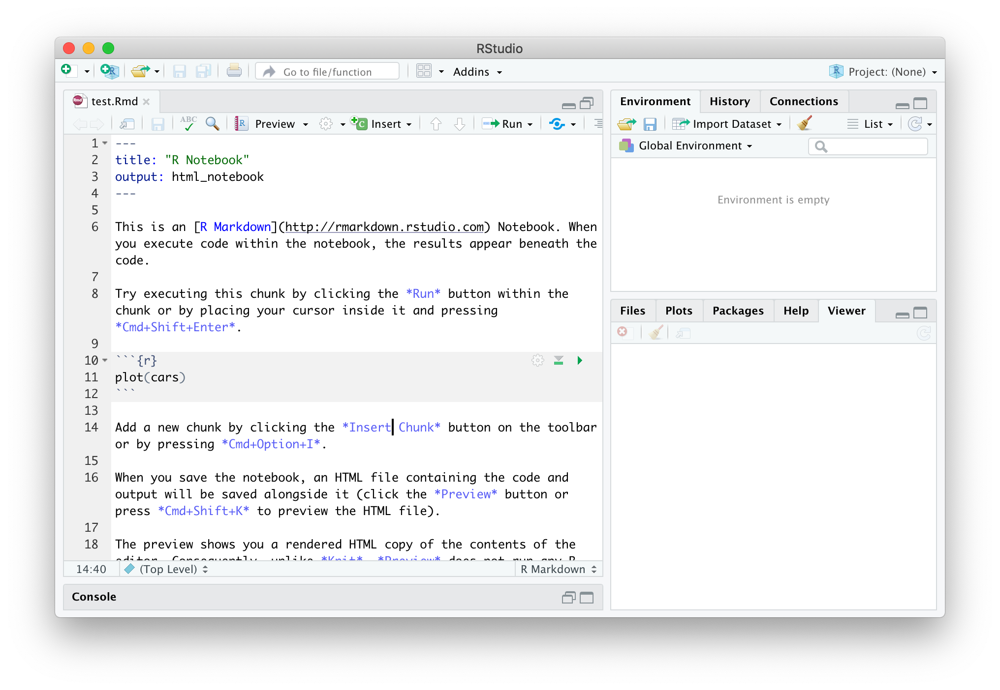 RStudio
R
Go to file/function
Addins
R
Project: (None)
Rmd
test.Rmd
ABC
R
Preview
C
Insert
Run
1 ---
2 title: "R Notebook"
3 output: html_notebook
4 ---
5
6 This is an [R Markdown](http://rmarkdown.rstudio.com) Notebook. When
you execute code within the notebook, the results appear beneath the
code.
7
8 Try executing this chunk by clicking the *Run* button within the
chunk or by placing your cursor inside it and pressing
*Cmd+Shift+Enter*.
9
10 ```{r}
11 plot(cars)
12 ```
13
14 Add a new chunk by clicking the *Insert Chunk* button on the toolbar
or by pressing *Cmd+Option+I*.
15
16 When you save the notebook, an HTML file containing the code and
output will be saved alongside it (click the *Preview* button or
press *Cmd+Shift+K* to preview the HTML file).
17
18 The preview shows you a rendered HTML copy of the contents of the
editor. Consequently, unlike *Knit*, *Preview* does not run any R
14:40
(Top Level)
R Markdown
Console
Environment
History
Connections
Import Dataset
List
Global Environment
Environment is empty
Files
Plots
Packages
Help
Viewer